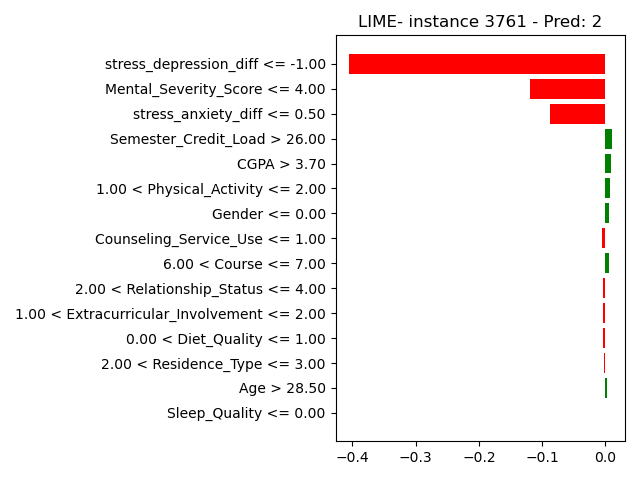 LIME- instance 3761 - Pred: 2
stress_depression_diff <= -1.00
Mental_Severity_Score <= 4.00
stress_anxiety_diff <= 0.50
Semester_Credit_Load > 26.00
CGPA > 3.70
1.00 < Physical_Activity <= 2.00
Gender <= 0.00
Counseling_Service_Use <= 1.00
6.00 < Course <= 7.00
2.00 < Relationship_Status <= 4.00
1.00 < Extracurricular_Involvement <= 2.00
0.00 < Diet_Quality <= 1.00
2.00 < Residence_Type <= 3.00
Age > 28.50
Sleep_Quality <= 0.00
−0.4 −0.3 −0.2 −0.1 0.0